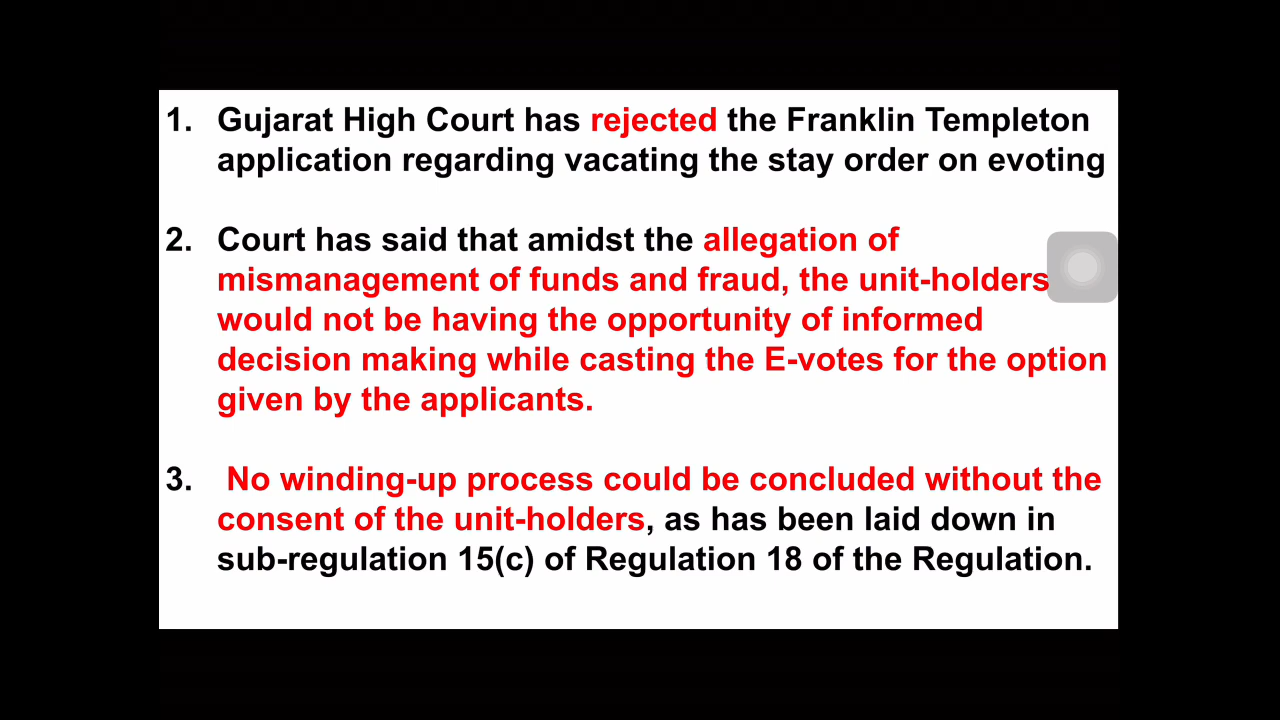 1. Gujarat High Court has rejected the Franklin Templeton
application regarding vacating the stay order on evoting
2. Court has said that amidst the allegation of
mismanagement of funds and fraud, the unit-holders
would not be having the opportunity of informed
decision making while casting the E-votes for the option
given by the applicants.
3. No winding-up process could be concluded without the
consent of the unit-holders, as has been laid down in
sub-regulation 15(c) of Regulation 18 of the Regulation.